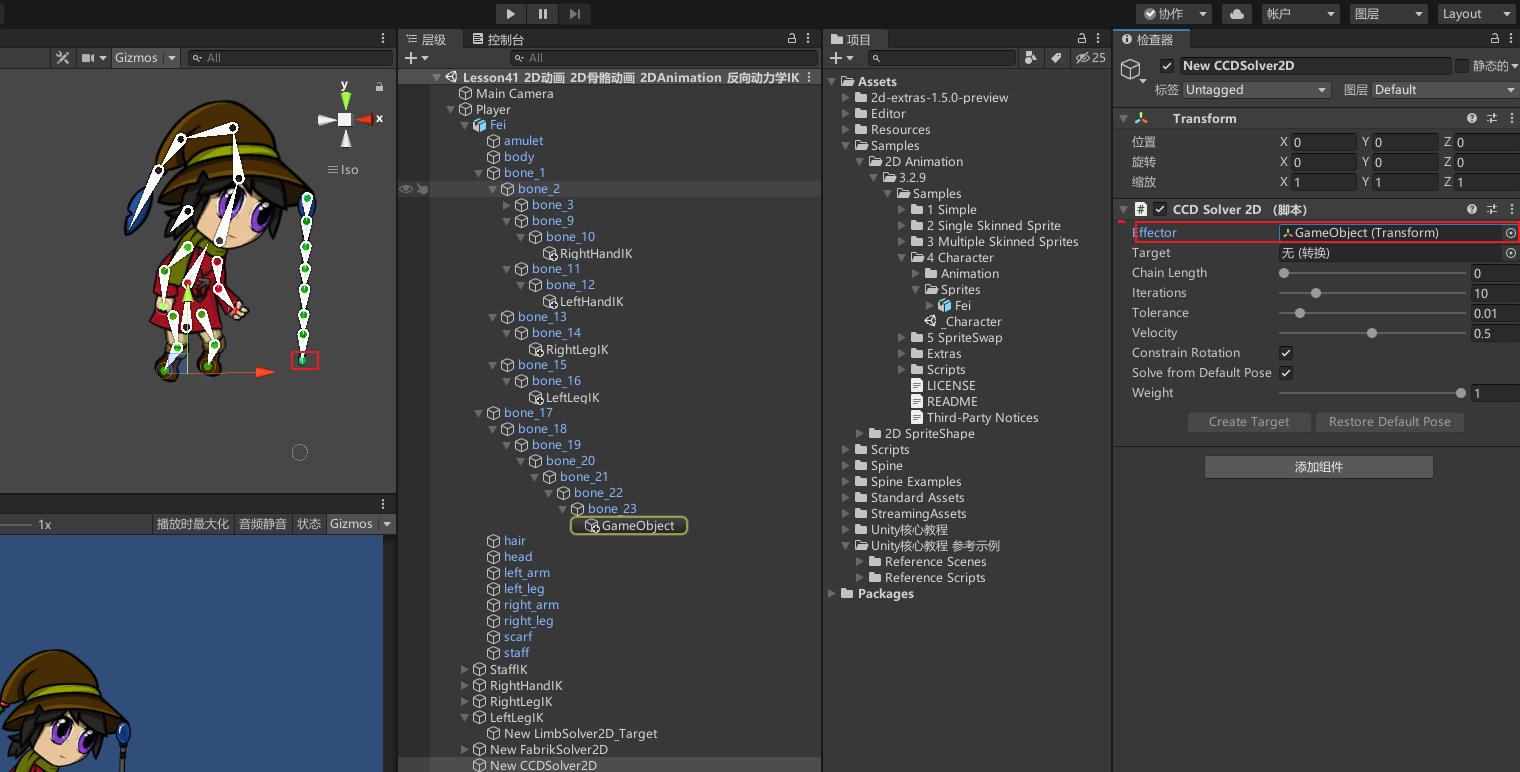 协作
帐户
图层
Layout
Gizmos
All
y
x
Iso
1x
播放时最大化
音频静音
状态
Gizmos
层级
控制台
All
Lesson41 2D动画 2D骨骼动画 2DAnimation 反向动力学IK
Main Camera
Player
Fei
amulet
body
bone_1
bone_2
bone_3
bone_9
bone_10
RightHandIK
bone_11
bone_12
LeftHandIK
bone_13
bone_14
RightLegIK
bone_15
bone_16
LeftLegIK
bone_17
bone_18
bone_19
bone_20
bone_21
bone_22
bone_23
GameObject
hair
head
left_arm
left_leg
right_arm
right_leg
scarf
staff
StaffIK
RightHandIK
RightLegIK
LeftLegIK
New LimbSolver2D_Target
New FabrikSolver2D
New CCDSolver2D
项目
25
Assets
2d-extras-1.5.0-preview
Editor
Resources
Samples
2D Animation
3.2.9
Samples
1 Simple
2 Single Skinned Sprite
3 Multiple Skinned Sprites
4 Character
Animation
Sprites
Fei
_Character
5 SpriteSwap
Extras
Scripts
LICENSE
README
Third-Party Notices
2D SpriteShape
Scripts
Spine
Spine Examples
Standard Assets
StreamingAssets
Unity核心教程
Unity核心教程 参考示例
Reference Scenes
Reference Scripts
Packages
检查器
New CCDSolver2D
静态的
标签 Untagged 图层 Default
Transform
位置 X 0 Y 0 Z 0
旋转 X 0 Y 0 Z 0
缩放 X 1 Y 1 Z 1
# CCD Solver 2D （脚本）
Effector GameObject (Transform)
Target 无 (转换)
Chain Length 0
Iterations 10
Tolerance 0.01
Velocity 0.5
Constrain Rotation
Solve from Default Pose
Weight 1
Create Target Restore Default Pose
添加组件